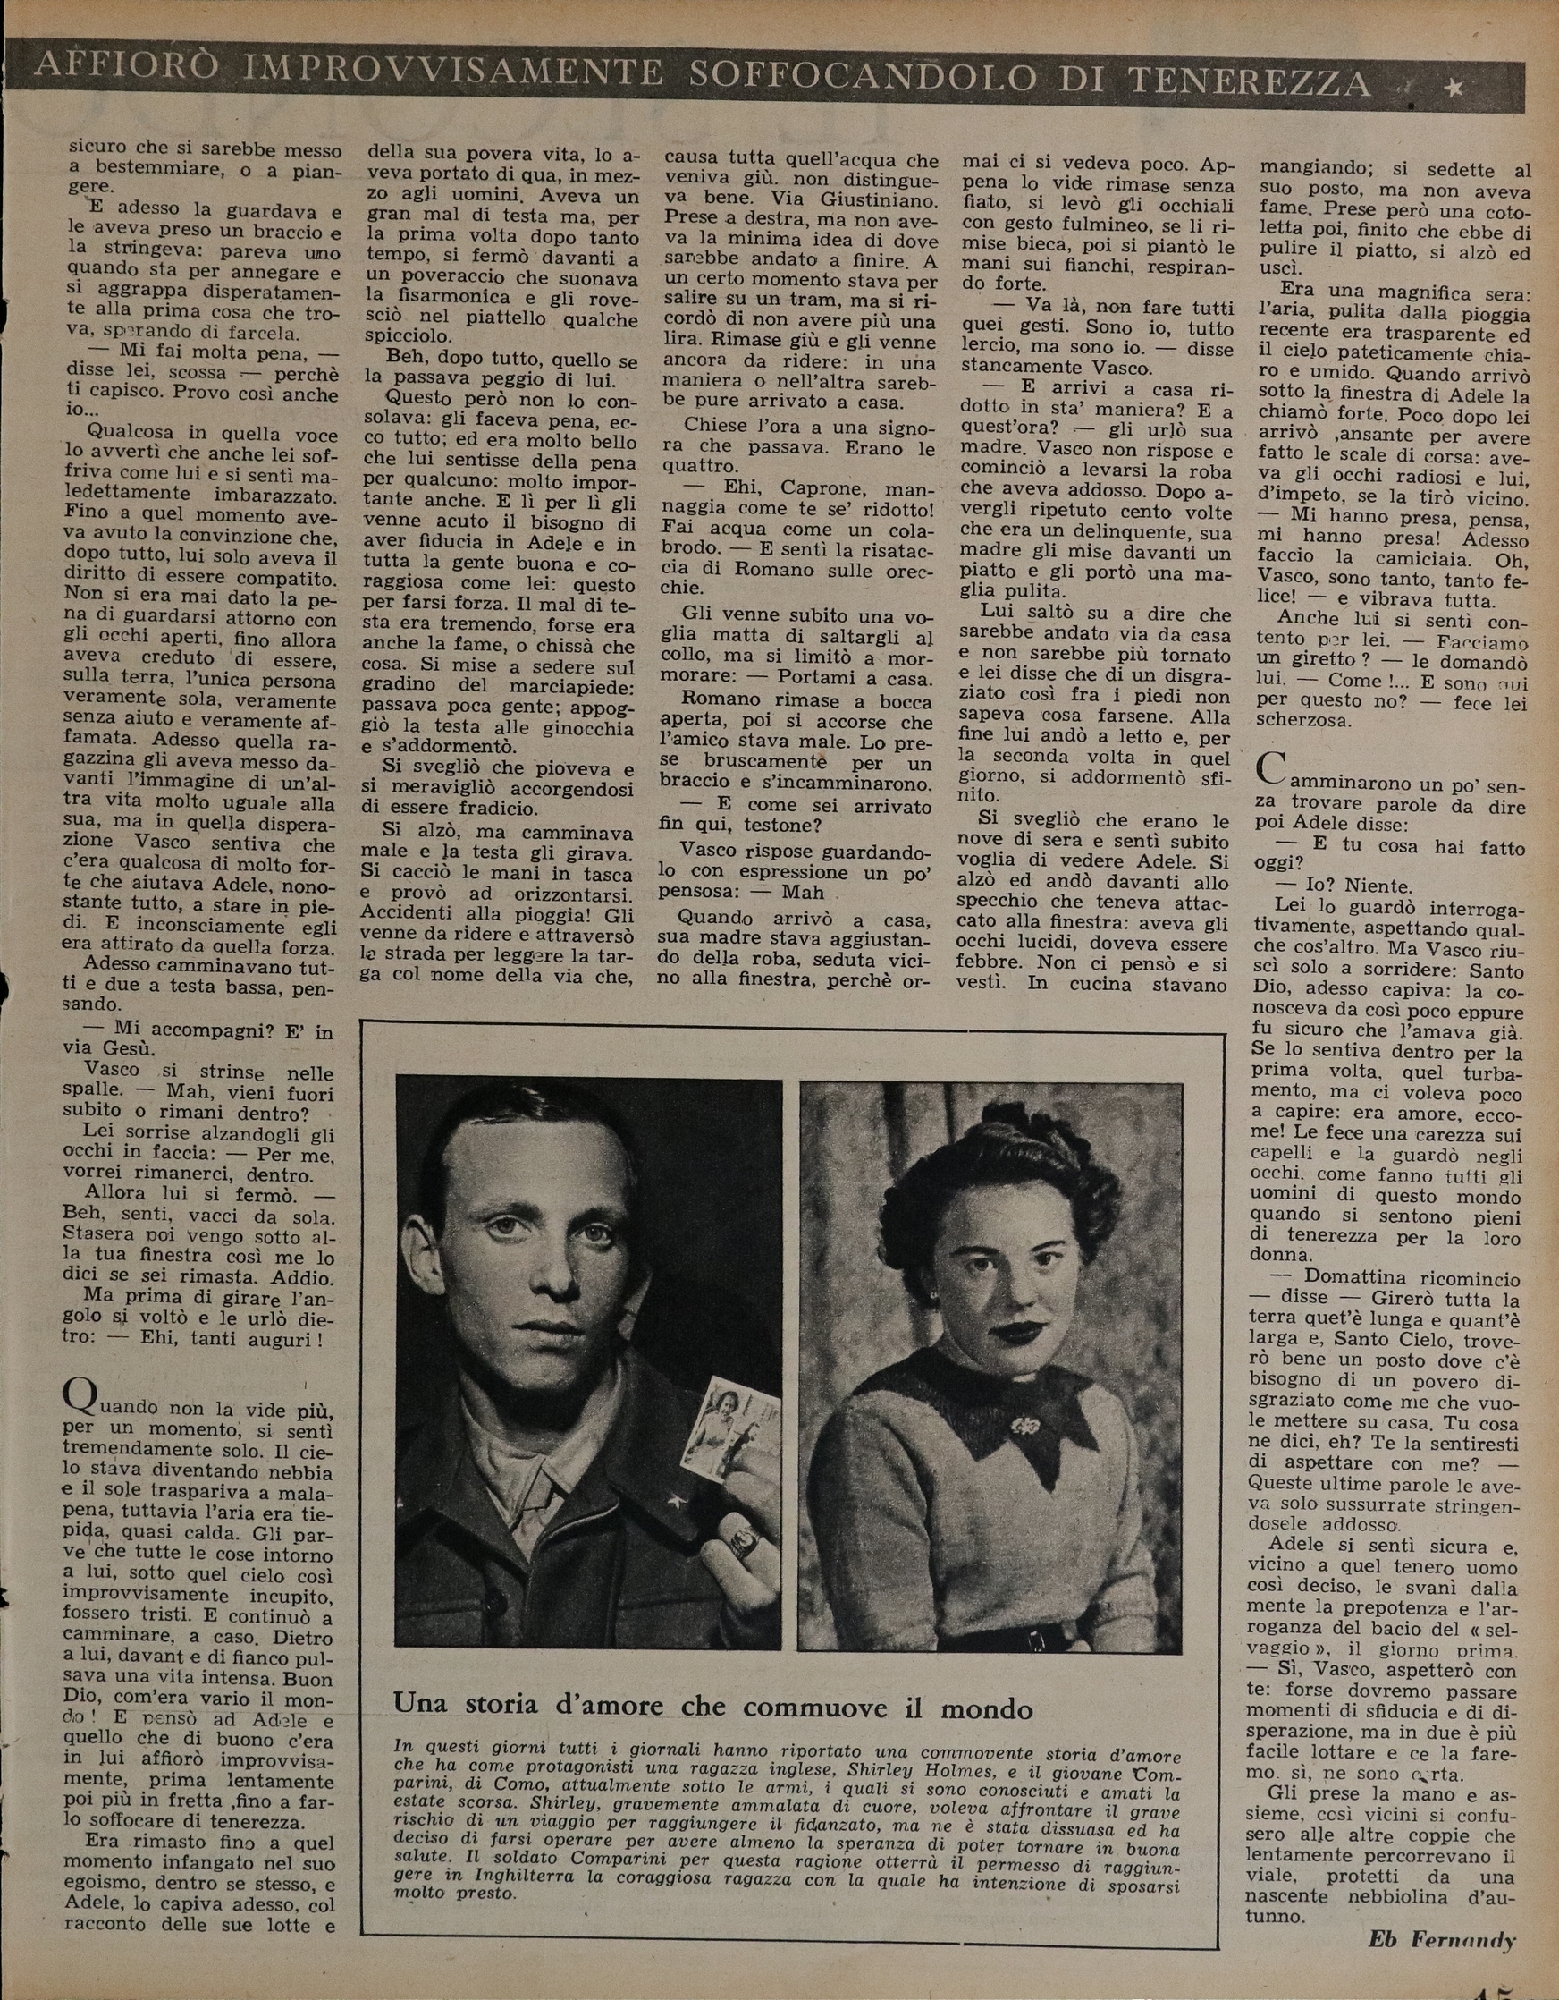 AFFIORÒ IMPROVVISAMENTE SOFFOCANDOLO DI TENEREZZA ★
sicuro che si sarebbe messo
a bestemmiare, o a pian-
gere.
E adesso la guardava e
le aveva preso un braccio e
la stringeva: pareva uno
quando sta per annegare e
si aggrappa disperatamen-
te alla prima cosa che tro-
va, sperando di farcela.
— Mi fai molta pena, —
disse lei, scossa — perchè
ti capisco. Provo così anche
io...
Qualcosa in quella voce
lo avvertì che anche lei sof-
friva come lui e si sentì ma-
ledettamente imbarazzato.
Fino a quel momento ave-
va avuto la convinzione che,
dopo tutto, lui solo aveva il
diritto di essere compatito.
Non si era mai dato la pe-
na di guardarsi attorno con
gli occhi aperti, fino allora
aveva creduto di essere,
sulla terra, l'unica persona
veramente sola, veramente
senza aiuto e veramente af-
famata. Adesso quella ra-
gazzina gli aveva messo da-
vanti l'immagine di un'al-
tra vita molto uguale alla
sua, ma in quella dispera-
zione Vasco sentiva che
c'era qualcosa di molto for-
te che aiutava Adele, nono-
stante tutto, a stare in pie-
di. E inconsciamente egli
era attirato da quella forza.
Adesso camminavano tut-
ti e due a testa bassa, pen-
sando.
— Mi accompagni? E' in
via Gesù.
Vasco si strinse nelle
spalle. — Mah, vieni fuori
subito o rimani dentro?
Lei sorrise alzandogli gli
occhi in faccia: — Per me,
vorrei rimanerci, dentro.
Allora lui si fermò. —
Beh, senti, vacci da sola.
Stasera poi vengo sotto al-
la tua finestra così me lo
dici se sei rimasta. Addio.
Ma prima di girare l'an-
golo si voltò e le urlò die-
tro: — Ehi, tanti auguri!
Quando non la vide più,
per un momento, si sentì
tremendamente solo. Il cie-
lo stava diventando nebbia
e il sole traspariva a mala-
pena, tuttavia l'aria era tie-
pida, quasi calda. Gli par-
ve che tutte le cose intorno
a lui, sotto quel cielo così
improvvisamente incupito,
fossero tristi. E continuò a
camminare, a caso. Dietro
a lui, davanti e di fianco pul-
sava una vita intensa. Buon
Dio, com'era vario il mon-
do! E pensò ad Adele e
quello che di buono c'era
in lui affiorò improvvisa-
mente, prima lentamente
poi più in fretta ,fino a far-
lo soffocare di tenerezza.
Era rimasto fino a quel
momento infangato nel suo
egoismo, dentro se stesso, e
Adele, lo capiva adesso, col
racconto delle sue lotte e
della sua povera vita, lo a-
veva portato di qua, in mez-
zo agli uomini. Aveva un
gran mal di testa ma, per
la prima volta dopo tanto
tempo, si fermò davanti a
un poveraccio che suonava
la fisarmonica e gli rove-
sciò nel piattello qualche
spicciolo.
Beh, dopo tutto, quello se
la passava peggio di lui.
Questo però non lo con-
solava: gli faceva pena, ec-
co tutto; ed era molto bello
che lui sentisse della pena
per qualcuno: molto impor-
tante anche. E lì per lì gli
venne acuto il bisogno di
aver fiducia in Adele e in
tutta la gente buona e co-
raggiosa come lei: questo
per farsi forza. Il mal di te-
sta era tremendo, forse era
anche la fame, o chissà che
cosa. Si mise a sedere sul
gradino del marciapiede:
passava poca gente; appog-
giò la testa alle ginocchia
e s'addormentò.
Si svegliò che pioveva e
si meravigliò accorgendosi
di essere fradicio.
Si alzò, ma camminava
male e la testa gli girava.
Si cacciò le mani in tasca
e provò ad orizzontarsi.
Accidenti alla pioggia! Gli
venne da ridere e attraversò
la strada per leggere la tar-
ga col nome della via che,
causa tutta quell'acqua che
veniva giù. non distingue-
va bene. Via Giustiniano.
Prese a destra, ma non ave-
va la minima idea di dove
sarebbe andato a finire. A
un certo momento stava per
salire su un tram, ma si ri-
cordò di non avere più una
lira. Rimase giù e gli venne
ancora da ridere: in una
maniera o nell'altra sareb-
be pure arrivato a casa.
Chiese l'ora a una signo-
ra che passava. Erano le
quattro.
— Ehi, Caprone, man-
naggia come te se' ridotto!
Fai acqua come un cola-
brodo. — E sentì la risatac-
cia di Romano sulle orec-
chie.
Gli venne subito una vo-
glia matta di saltargli al
collo, ma si limitò a mor-
morare: — Portami a casa.
Romano rimase a bocca
aperta, poi si accorse che
l'amico stava male. Lo pre-
se bruscamente per un
braccio e s'incamminarono.
— E come sei arrivato
fin qui, testone?
Vasco rispose guardando-
lo con espressione un po'
pensosa: — Mah
Quando arrivò a casa,
sua madre stava aggiustan-
do della roba, seduta vici-
no alla finestra, perchè or-
mai ci si vedeva poco. Ap-
pena lo vide rimase senza
fiato, si levò gli occhiali
con gesto fulmineo, se li ri-
mise bieca, poi si piantò le
mani sui fianchi, respiran-
do forte.
— Va là, non fare tutti
quei gesti. Sono io, tutto
lercio, ma sono io. — disse
stancamente Vasco.
— E arrivi a casa ri-
dotto in sta' maniera? E a
quest'ora? — gli urlò sua
madre. Vasco non rispose e
cominciò a levarsi la roba
che aveva addosso. Dopo a-
vergli ripetuto cento volte
che era un delinquente, sua
madre gli mise davanti un
piatto e gli portò una ma-
glia pulita.
Lui saltò su a dire che
sarebbe andato via da casa
e non sarebbe più tornato
e lei disse che di un disgra-
ziato così fra i piedi non
sapeva cosa farsene. Alla
fine lui andò a letto e, per
la seconda volta in quel
giorno, si addormentò sfi-
nito.
Si svegliò che erano le
nove di sera e sentì subito
voglia di vedere Adele. Si
alzò ed andò davanti allo
specchio che teneva attac-
cato alla finestra: aveva gli
occhi lucidi, doveva essere
febbre. Non ci pensò e si
vestì. In cucina stavano
mangiando; si sedette al
suo posto, ma non aveva
fame. Prese però una coto-
letta poi, finito che ebbe di
pulire il piatto, si alzò ed
uscì.
Era una magnifica sera:
l'aria, pulita dalla pioggia
recente era trasparente ed
il cielo pateticamente chia-
ro e umido. Quando arrivò
sotto la finestra di Adele la
chiamò forte. Poco dopo lei
arrivò ,ansante per avere
fatto le scale di corsa: ave-
va gli occhi radiosi e lui,
d'impeto, se la tirò vicino.
— Mi hanno presa, pensa,
mi hanno presa! Adesso
faccio la camiciaia. Oh,
Vasco, sono tanto, tanto fe-
lice! — e vibrava tutta.
Anche lui si sentì con-
tento per lei. — Facciamo
un giretto? — le domandò
lui. — Come!... E sono qui
per questo no? — fece lei
scherzosa.
Camminarono un po' sen-
za trovare parole da dire
poi Adele disse:
— E tu cosa hai fatto
oggi?
— Io? Niente.
Lei lo guardò interroga-
tivamente, aspettando qual-
che cos'altro. Ma Vasco riu-
scì solo a sorridere: Santo
Dio, adesso capiva: la co-
nosceva da così poco eppure
fu sicuro che l'amava già.
Se lo sentiva dentro per la
prima volta, quel turba-
mento, ma ci voleva poco
a capire: era amore, ecco-
me! Le fece una carezza sui
capelli e la guardò negli
occhi, come fanno tutti gli
uomini di questo mondo
quando si sentono pieni
di tenerezza per la loro
donna.
— Domattina ricomincio
— disse — Girerò tutta la
terra quet'è lunga e quant'è
larga e, Santo Cielo, trove-
rò bene un posto dove c'è
bisogno di un povero di-
sgraziato come me che vuo-
le mettere su casa. Tu cosa
ne dici, eh? Te la sentiresti
di aspettare con me? —
Queste ultime parole le ave-
va solo sussurrate stringen-
dosele addosso.
Adele si sentì sicura e,
vicino a quel tenero uomo
così deciso, le svanì dalla
mente la prepotenza e l'ar-
roganza del bacio del « sel-
vaggio », il giorno prima.
— Sì, Vasco, aspetterò con
te: forse dovremo passare
momenti di sfiducia e di di-
sperazione, ma in due è più
facile lottare e ce la fare-
mo. sì, ne sono certa.
Gli prese la mano e as-
sieme, così vicini si confu-
sero alle altre coppie che
lentamente percorrevano il
viale, protetti da una
nascente nebbiolina d'au-
tunno.
Eb Fernandy
Una storia d'amore che commuove il mondo
In questi giorni tutti i giornali hanno riportato una commovente storia d'amore
che ha come protagonisti una ragazza inglese, Shirley Holmes, e il giovane Com-
parini, di Como, attualmente sotto le armi, i quali si sono conosciuti e amati la
estate scorsa. Shirley, gravemente ammalata di cuore, voleva affrontare il grave
rischio di un viaggio per raggiungere il fidanzato, ma ne è stata dissuasa ed ha
deciso di farsi operare per avere almeno la speranza di poter tornare in buona
salute. Il soldato Comparini per questa ragione otterrà il permesso di raggiun-
gere in Inghilterra la coraggiosa ragazza con la quale ha intenzione di sposarsi
molto presto.